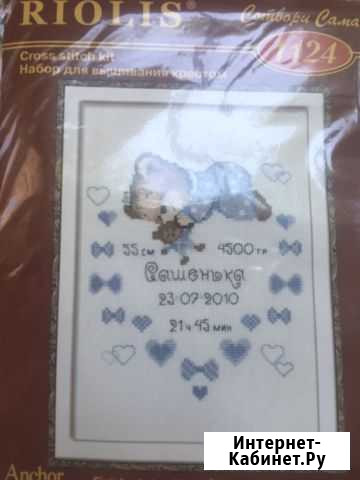 RIOLIS
Сотвори Сама
Cross stitch kit
Набор для вышивания крестом
1124
55 см 4500 гр
Сашенька
23·07·2010
21 ч 45 мин
Anchor
Интернет-
Кабинет.Ру